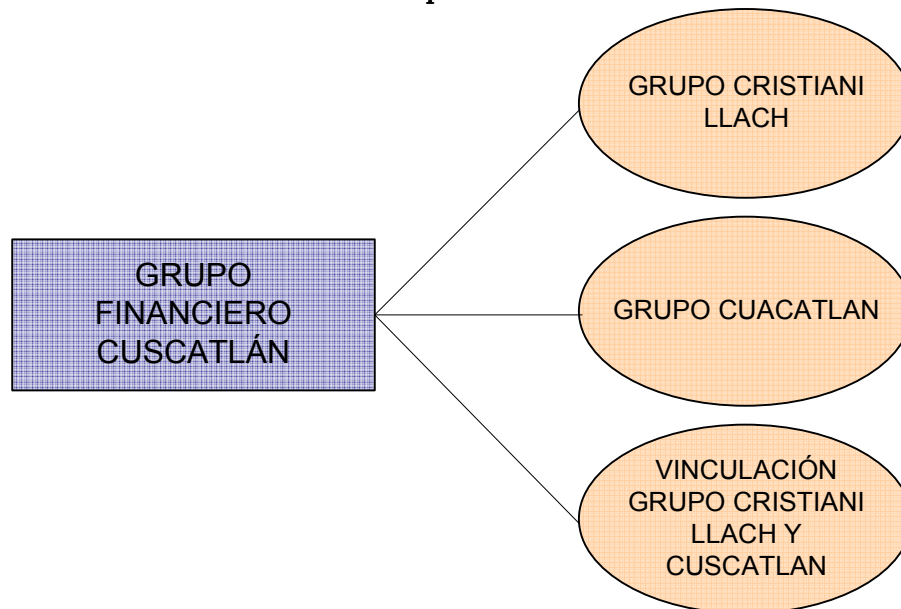 GRUPO
FINANCIERO
CUSCATLÁN
GRUPO CRISTIANI
LLACH
GRUPO CUACATLAN
VINCULACIÓN
GRUPO CRISTIANI
LLACH Y
CUSCATLAN